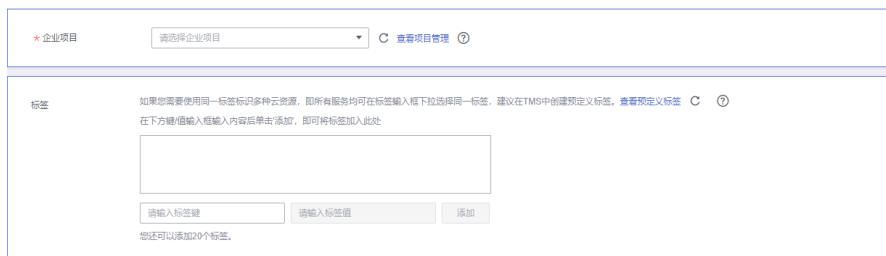 * 企业项目 请选择企业项目 查看项目管理 ?
标签 如果您需要使用同一标签标识多种云资源，即所有服务均可在标签输入框下拉选择同一标签，建议在TMS中创建预定义标签。查看预定义标签 ?
在下方键/值输入框输入内容后单击'添加'，即可将标签加入此处
请输入标签键 请输入标签值 添加
您还可以添加20个标签。